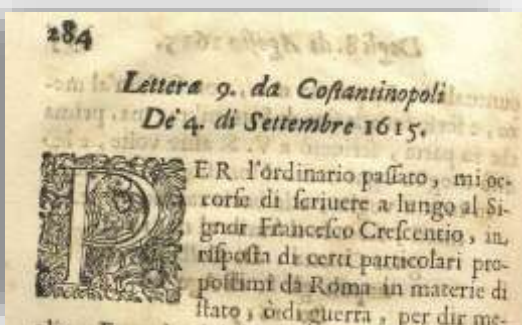 284
Lettera 9. da Coſtantinopoli
De' 4. di Settembre 1615.
PER l'ordinario paſſato, mi oc-
corſe di ſcriuere a lungo al Si-
gnor Franceſco Creſcentio, in
riſpoſta di certi particolari pro-
poſtimi da Roma in materie di
ſtato, ò di guerra, per dir me-